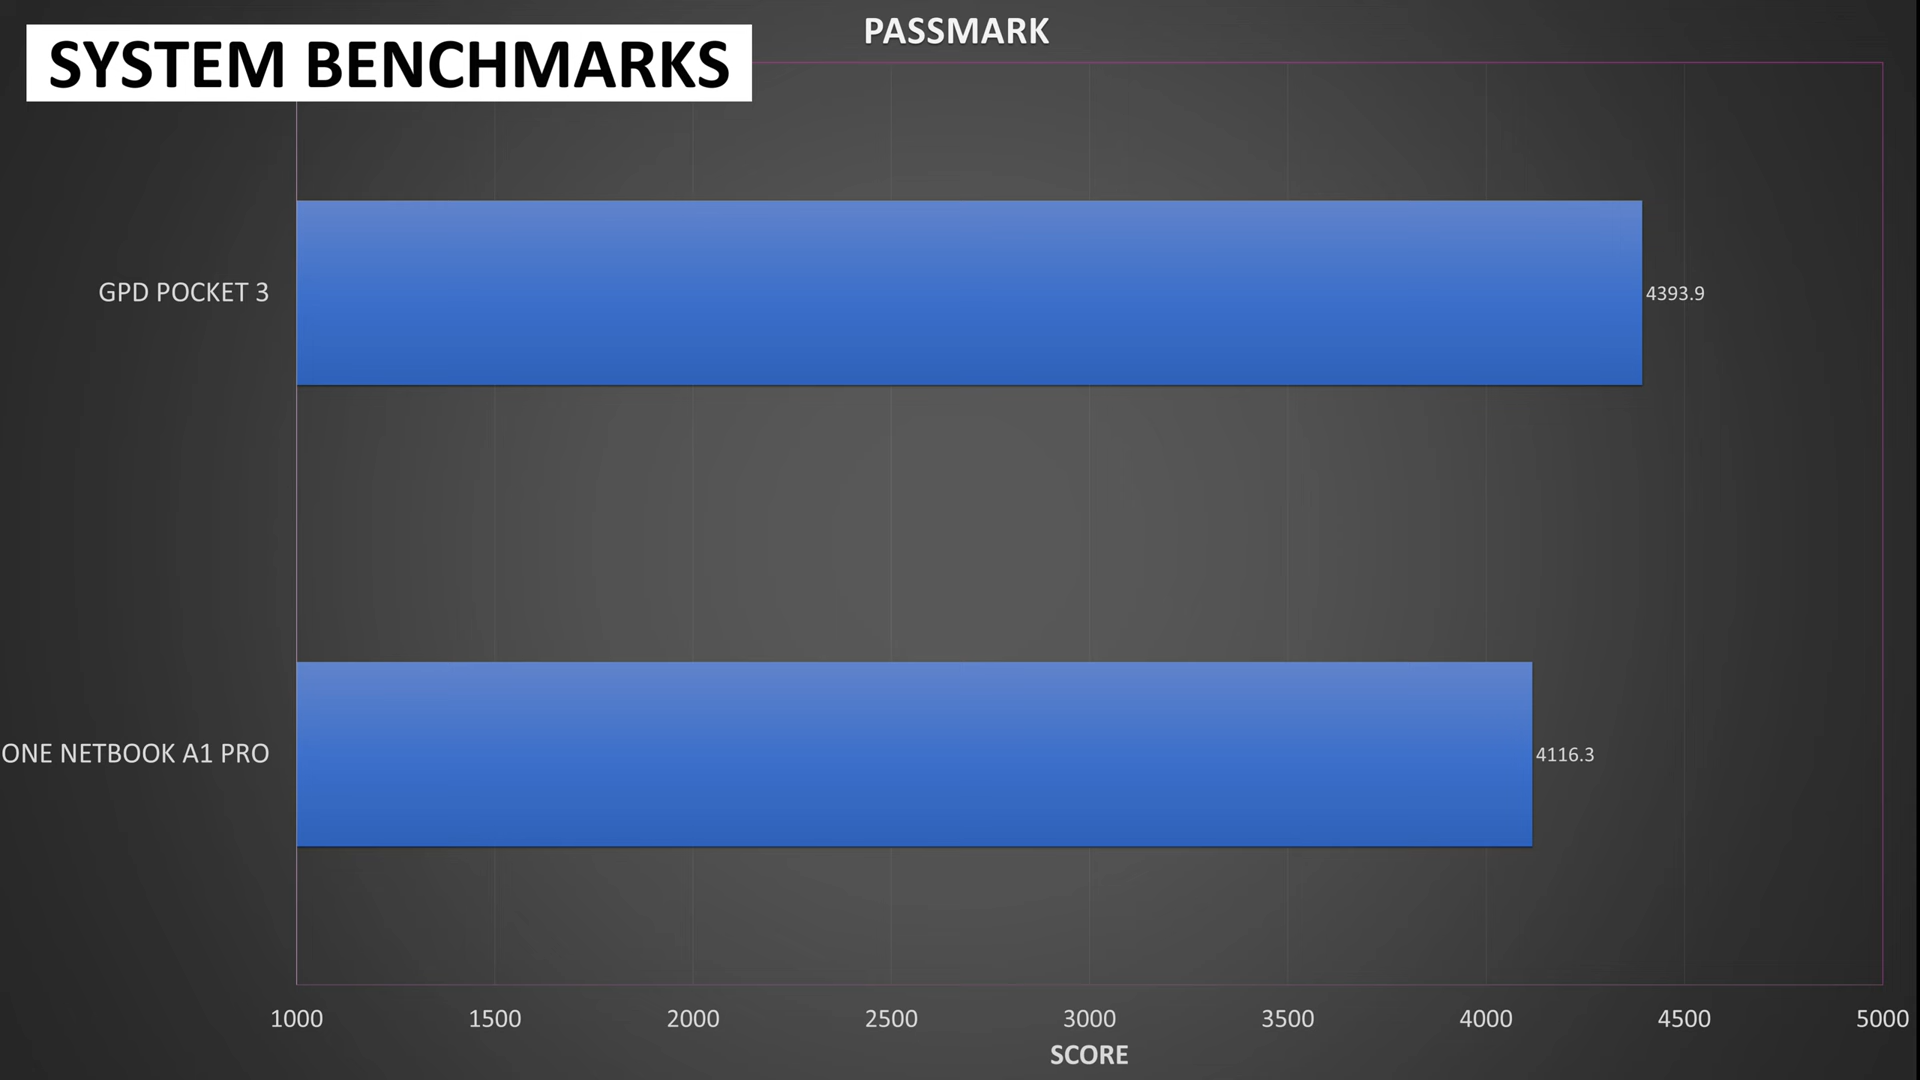 SYSTEM BENCHMARKS
PASSMARK
GPD POCKET 3
4393.9
ONE NETBOOK A1 PRO
4116.3
1000 1500 2000 2500 3000 3500 4000 4500 5000
SCORE